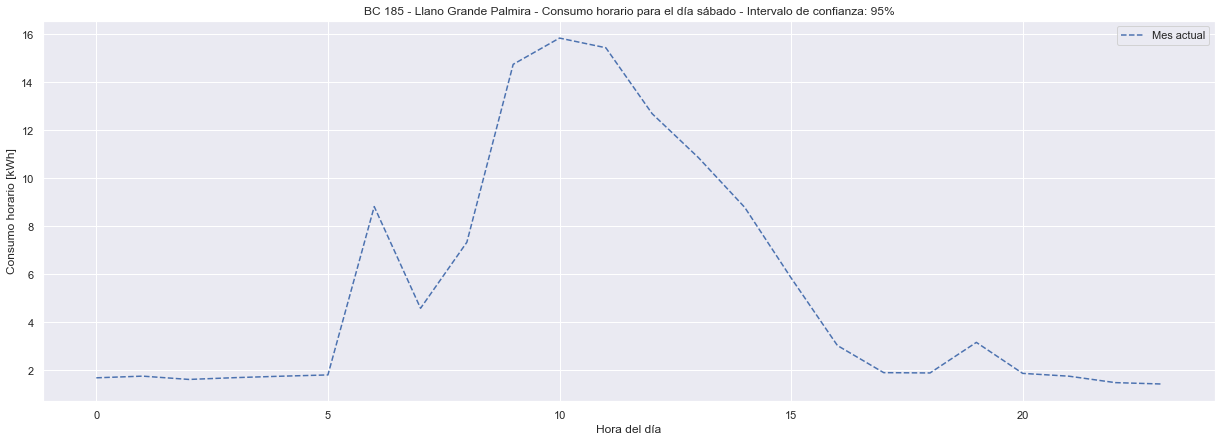 BC 185 - Llano Grande Palmira - Consumo horario para el día sábado - Intervalo de confianza: 95%
Mes actual
Consumo horario [kWh]
16
14
12
10
8
6
4
2
0 5 10 15 20
Hora del día